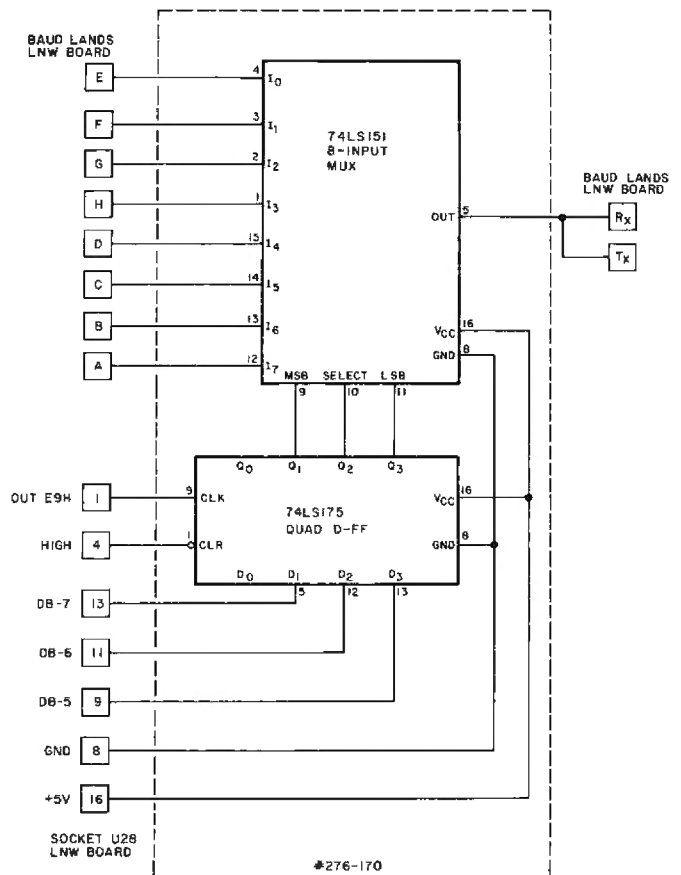 BAUD LANDS
LNW BOARD
E
4
I0
F
3
I1
G
2
I2
H
1
I3
D
15
I4
C
14
I5
B
13
I6
A
12
I7
74LS151
8-INPUT
MUX
OUT
5
BAUD LANDS
LNW BOARD
Rx
Tx
VCC
16
GND
8
MSB SELECT LSB
9 10 11
Q0 Q1 Q2 Q3
OUT E9H
1
9
CLK
74LS175
QUAD D-FF
VCC
16
HIGH
4
1
CLR
GND
8
D0 D1 D2 D3
5 12 13
DB-7
13
DB-6
11
DB-5
9
GND
8
+5V
16
SOCKET U28
LNW BOARD
#276-170